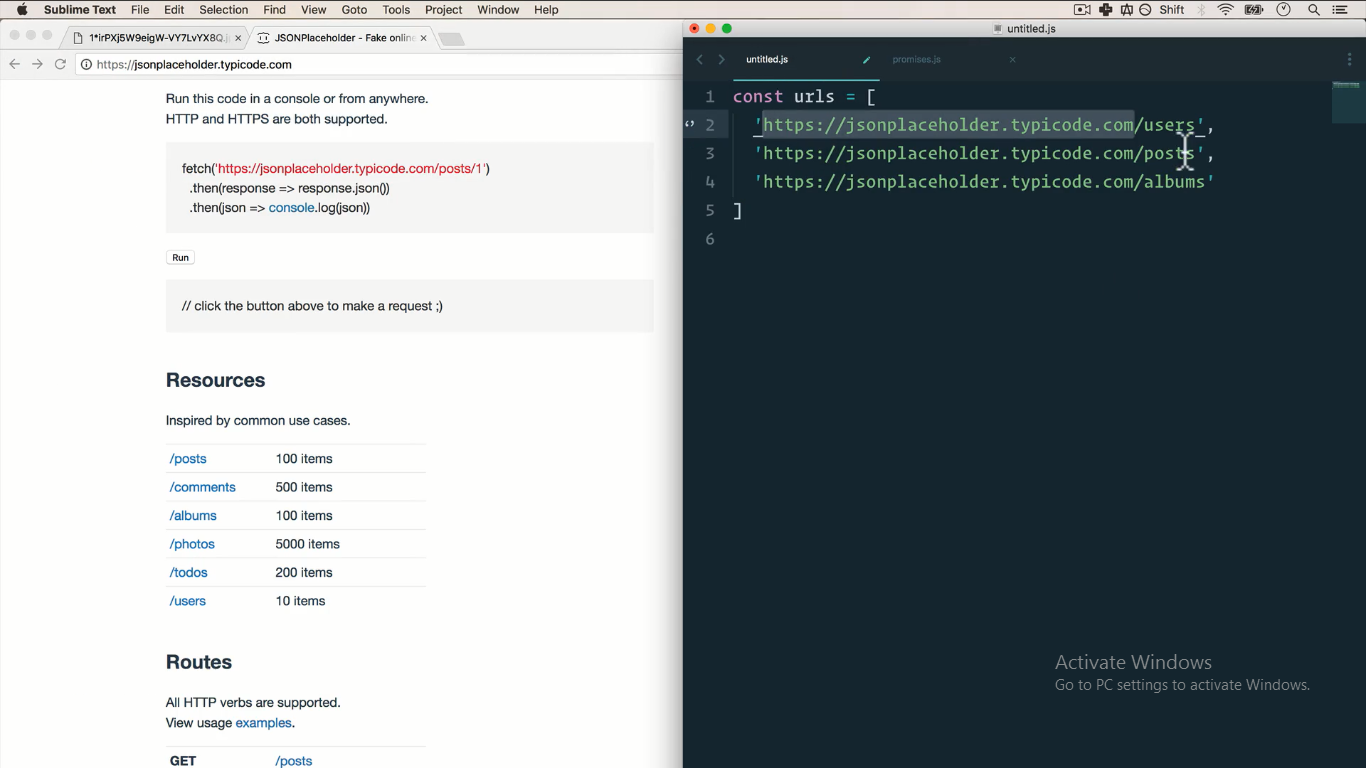 Sublime Text File Edit Selection Find View Goto Tools Project Window Help Shift
1*irPXj5W9eigW-VY7LvYX8Q.j
JSONPlaceholder - Fake online
https://jsonplaceholder.typicode.com
Run this code in a console or from anywhere.
HTTP and HTTPS are both supported.
fetch('https://jsonplaceholder.typicode.com/posts/1')
.then(response => response.json())
.then(json => console.log(json))
Run
// click the button above to make a request ;)
Resources
Inspired by common use cases.
/posts 100 items
/comments 500 items
/albums 100 items
/photos 5000 items
/todos 200 items
/users 10 items
Routes
All HTTP verbs are supported.
View usage examples.
GET /posts
untitled.js
untitled.js promises.js
1 const urls = [
2 'https://jsonplaceholder.typicode.com/users',
3 'https://jsonplaceholder.typicode.com/posts',
4 'https://jsonplaceholder.typicode.com/albums'
5 ]
6
Activate Windows
Go to PC settings to activate Windows.